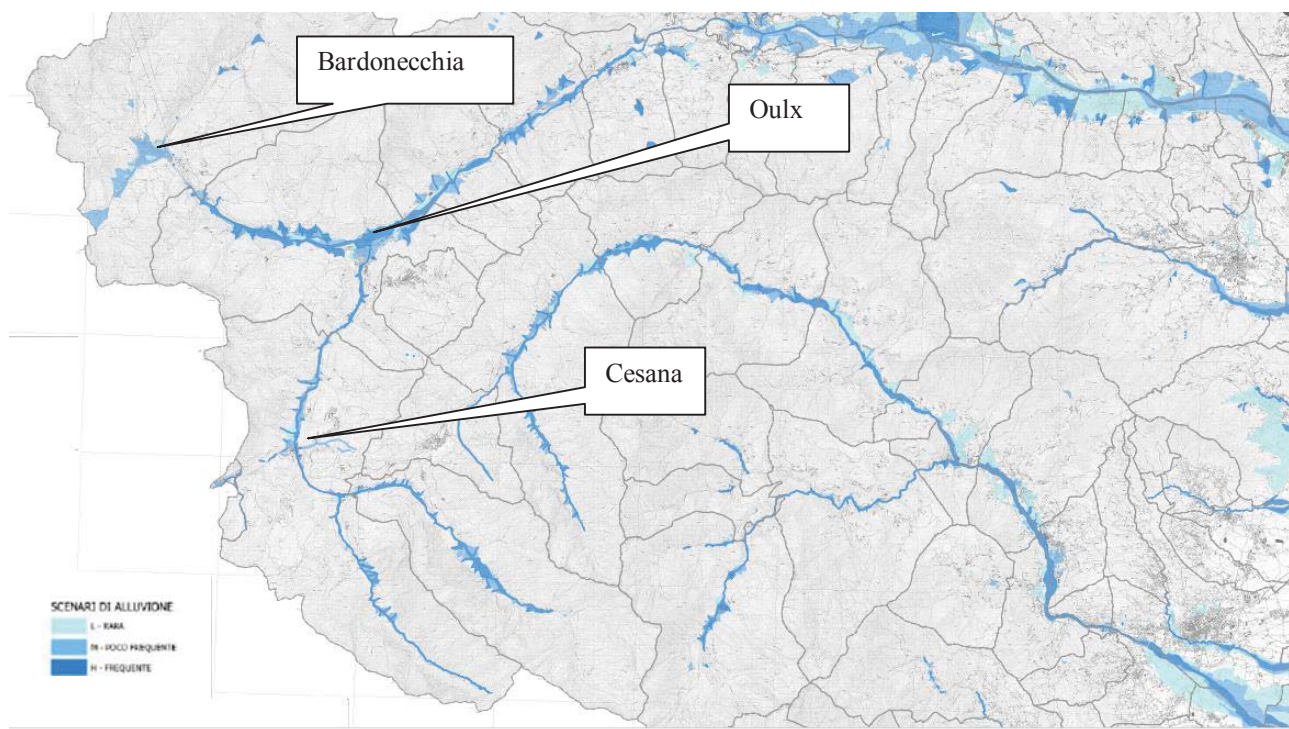 Bardonecchia
Oulx
Cesana
SCENARI DI ALLUVIONE
L - RARA
M - POCO FREQUENTE
H - FREQUENTE